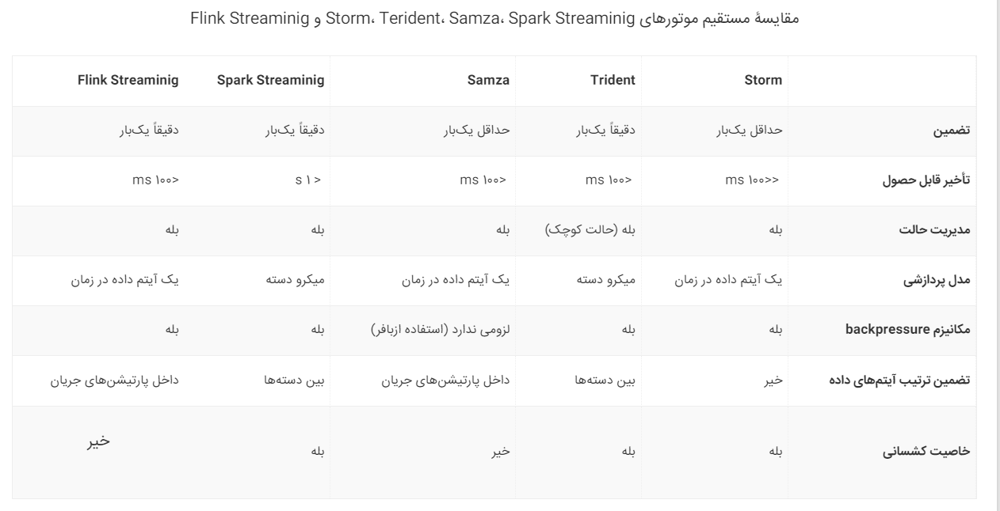 مقایسهٔ مستقیم موتورهای Storm، Terident، Samza، Spark Streaminig و Flink Streaminig
Storm Trident Samza Spark Streaminig Flink Streaminig
تضمین حداقل یک‌بار دقیقاً یک‌بار حداقل یک‌بار دقیقاً یک‌بار دقیقاً یک‌بار
تأخیر قابل حصول ms ۱۰۰>> ms ۱۰۰> ms ۱۰۰> s ۱ > ms ۱۰۰>
مدیریت حالت بله بله (حالت کوچک) بله بله بله
مدل پردازشی یک آیتم داده در زمان میکرو دسته یک آیتم داده در زمان میکرو دسته یک آیتم داده در زمان
مکانیزم backpressure بله بله لزومی ندارد (استفاده ازبافر) بله بله
تضمین ترتیب آیتم‌های داده خیر بین دسته‌ها داخل پارتیشن‌های جریان بین دسته‌ها داخل پارتیشن‌های جریان
خاصیت کشسانی بله بله خیر بله خیر